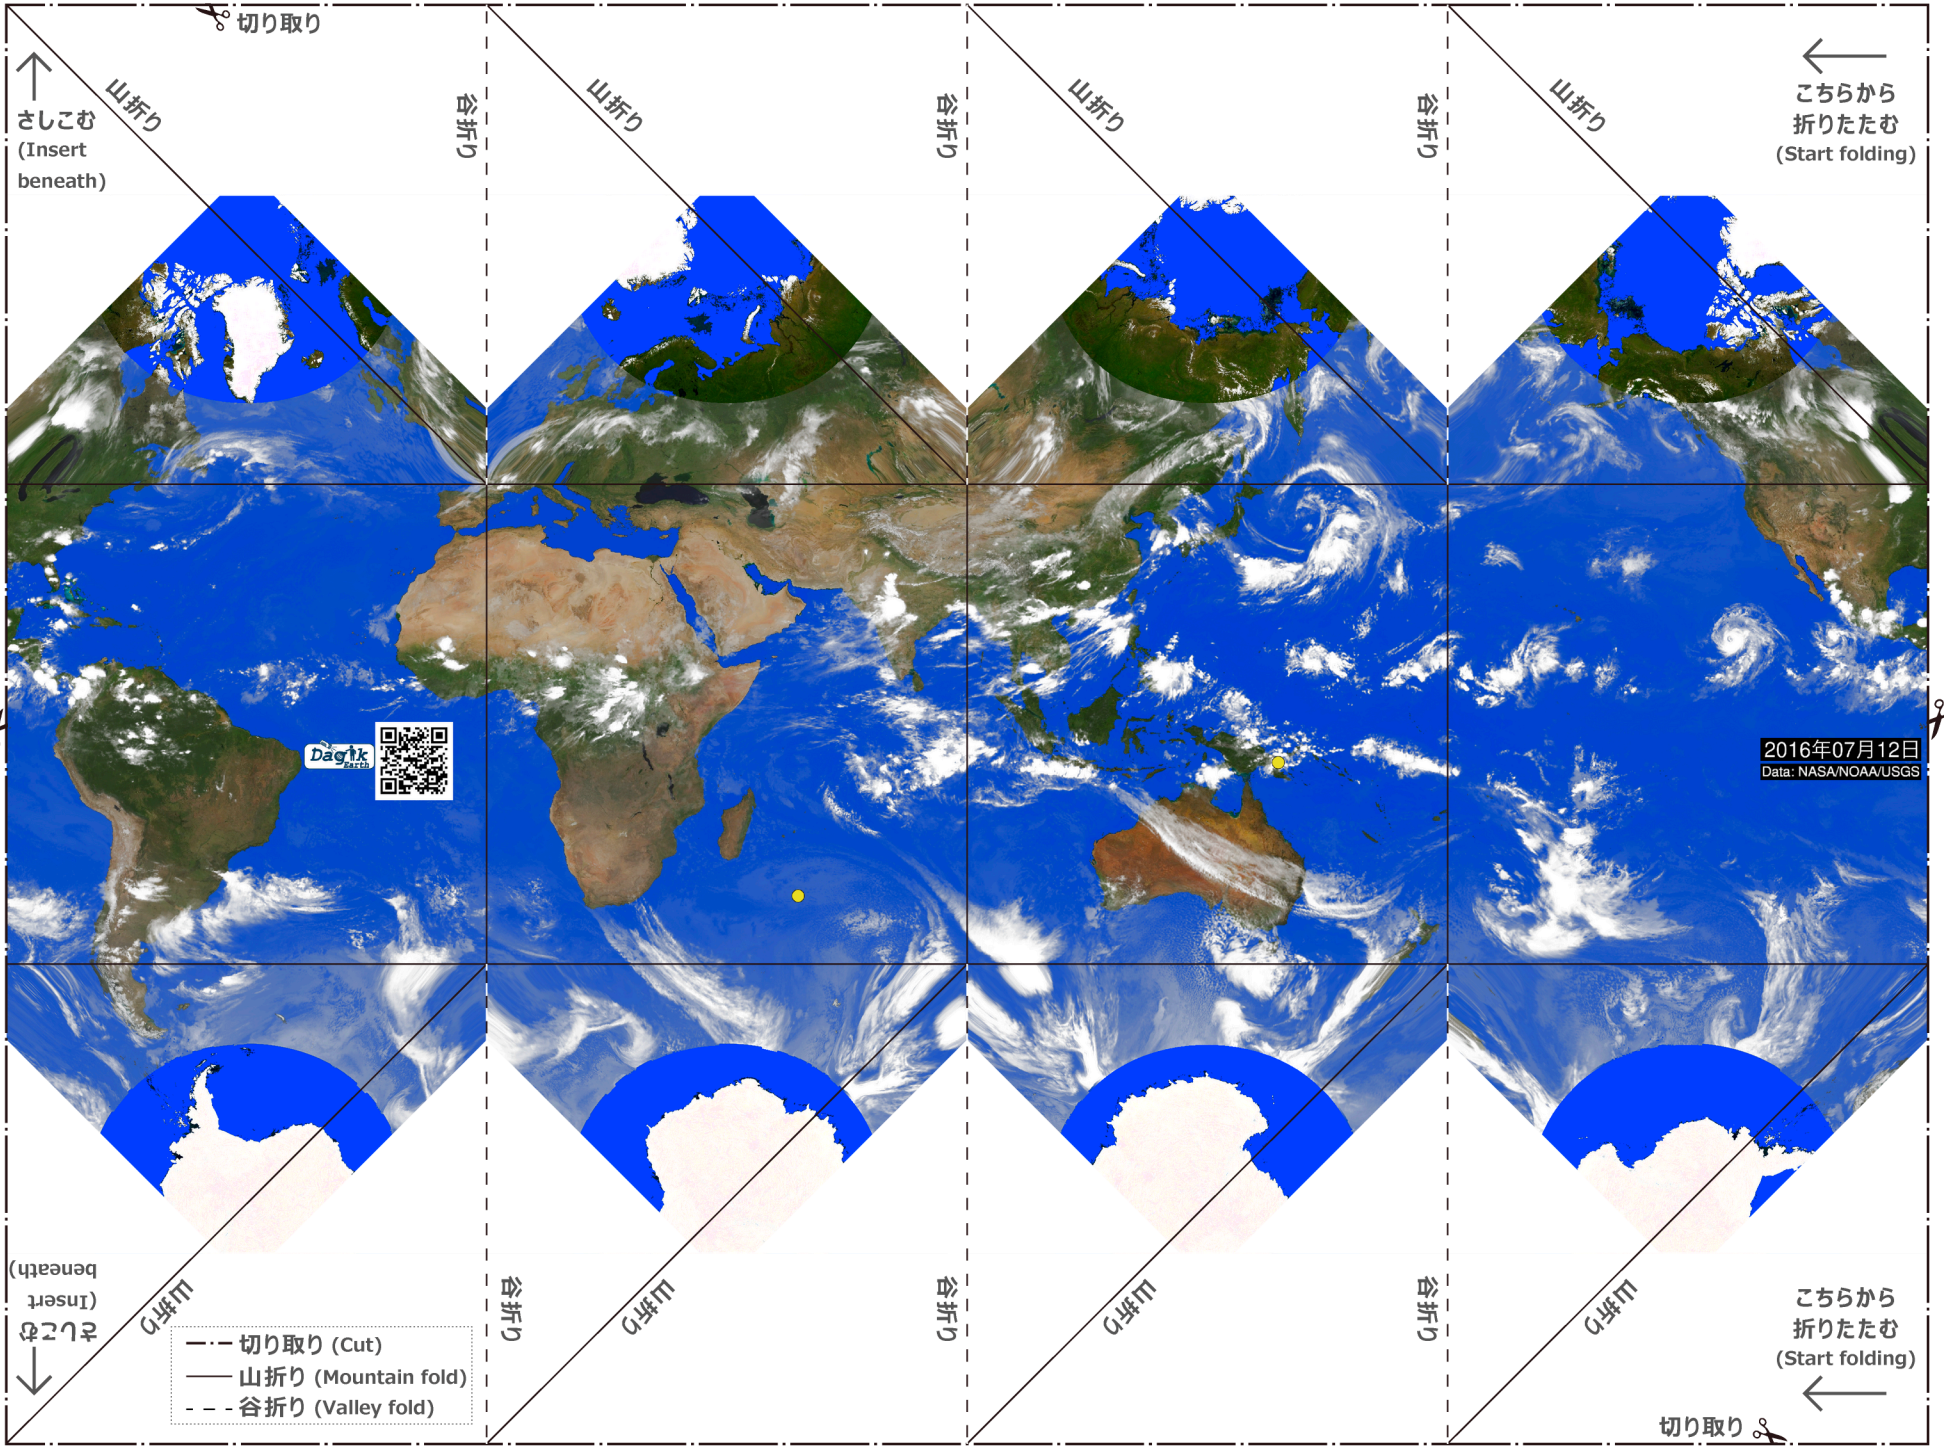 切り取り
山折り
谷折り
山折り
谷折り
山折り
谷折り
山折り
さしこむ
(Insert
beneath)
こちらから
折りたたむ
(Start folding)
Dagik
Earth
2016年07月12日
Data: NASA/NOAA/USGS
さしこむ
(Insert
beneath)
山折り
谷折り
山折り
谷折り
山折り
谷折り
山折り
こちらから
折りたたむ
(Start folding)
切り取り (Cut)
山折り (Mountain fold)
谷折り (Valley fold)
切り取り